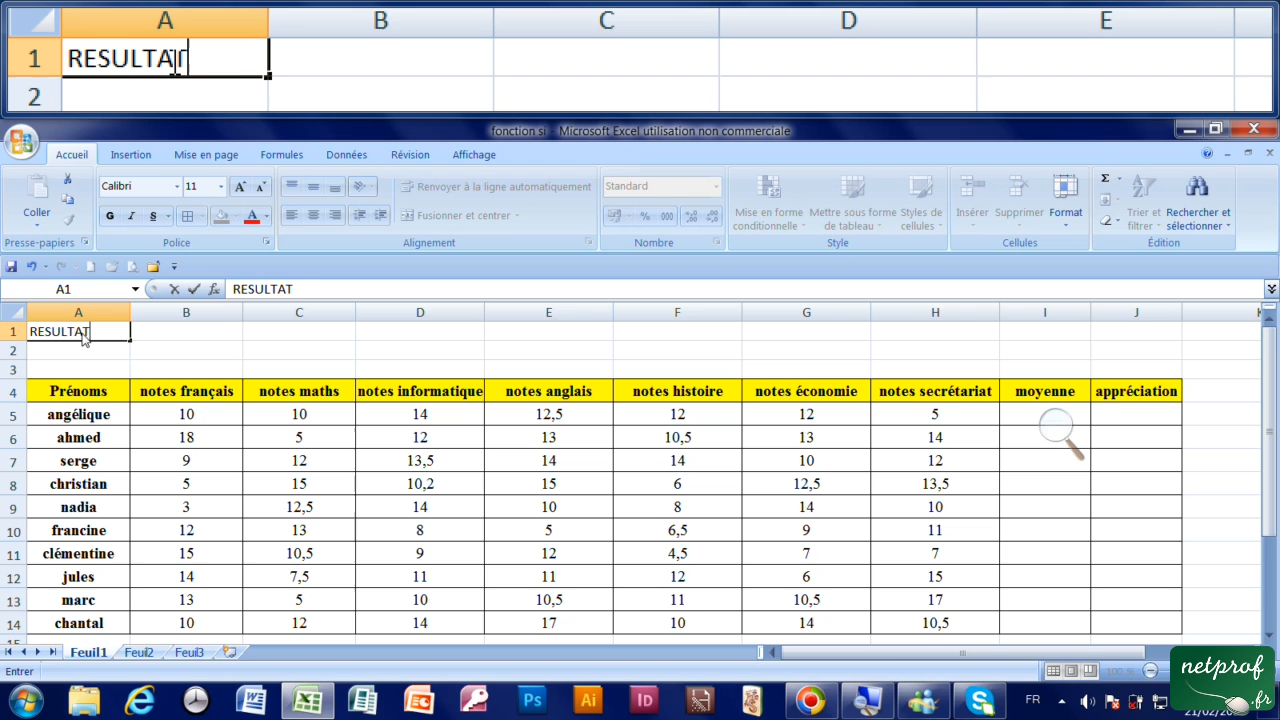 A B C D E
1 RESULTAT
2
fonction si - Microsoft Excel utilisation non commerciale
Accueil Insertion Mise en page Formules Données Révision Affichage
Coller Calibri 11 A A Renvoyer à la ligne automatiquement Standard Mise en forme conditionnelle Mettre sous forme de tableau Styles de cellules Insérer Supprimer Format Σ Trier et filtrer Rechercher et sélectionner
G I S A Fusionner et centrer % 000
Presse-papiers Police Alignement Nombre Style Cellules Édition
A1 fx RESULTAT
A B C D E F G H I J K
1 RESULTAT
2
3
4 Prénoms notes français notes maths notes informatique notes anglais notes histoire notes économie notes secrétariat moyenne appréciation
5 angélique 10 10 14 12,5 12 12 5
6 ahmed 18 5 12 13 10,5 13 14
7 serge 9 12 13,5 14 14 10 12
8 christian 5 15 10,2 15 6 12,5 13,5
9 nadia 3 12,5 14 10 8 14 10
10 francine 12 13 8 5 6,5 9 11
11 clémentine 15 10,5 9 12 4,5 7 7
12 jules 14 7,5 11 11 12 6 15
13 marc 13 5 10 10,5 11 10,5 17
14 chantal 10 12 14 17 10 14 10,5
15
Feuil1 Feuil2 Feuil3
Entrer 100 %
Ps Ai ID FR
netprof.fr